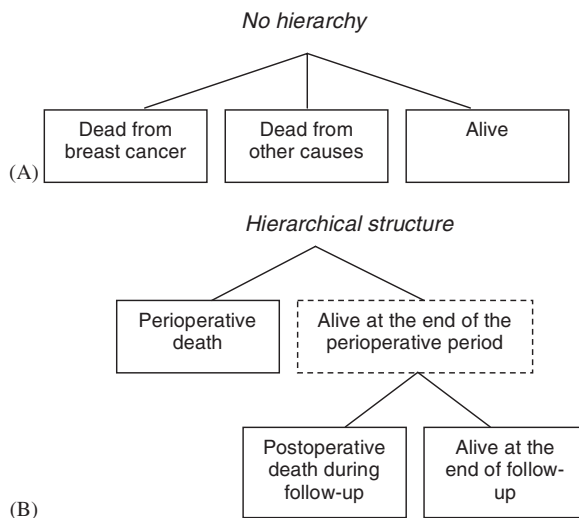 No hierarchy
Dead from
breast cancer
Dead from
other causes
Alive
(A)
Hierarchical structure
Perioperative
death
Alive at the end of the
perioperative period
Postoperative
death during
follow-up
Alive at the
end of follow-
up
(B)